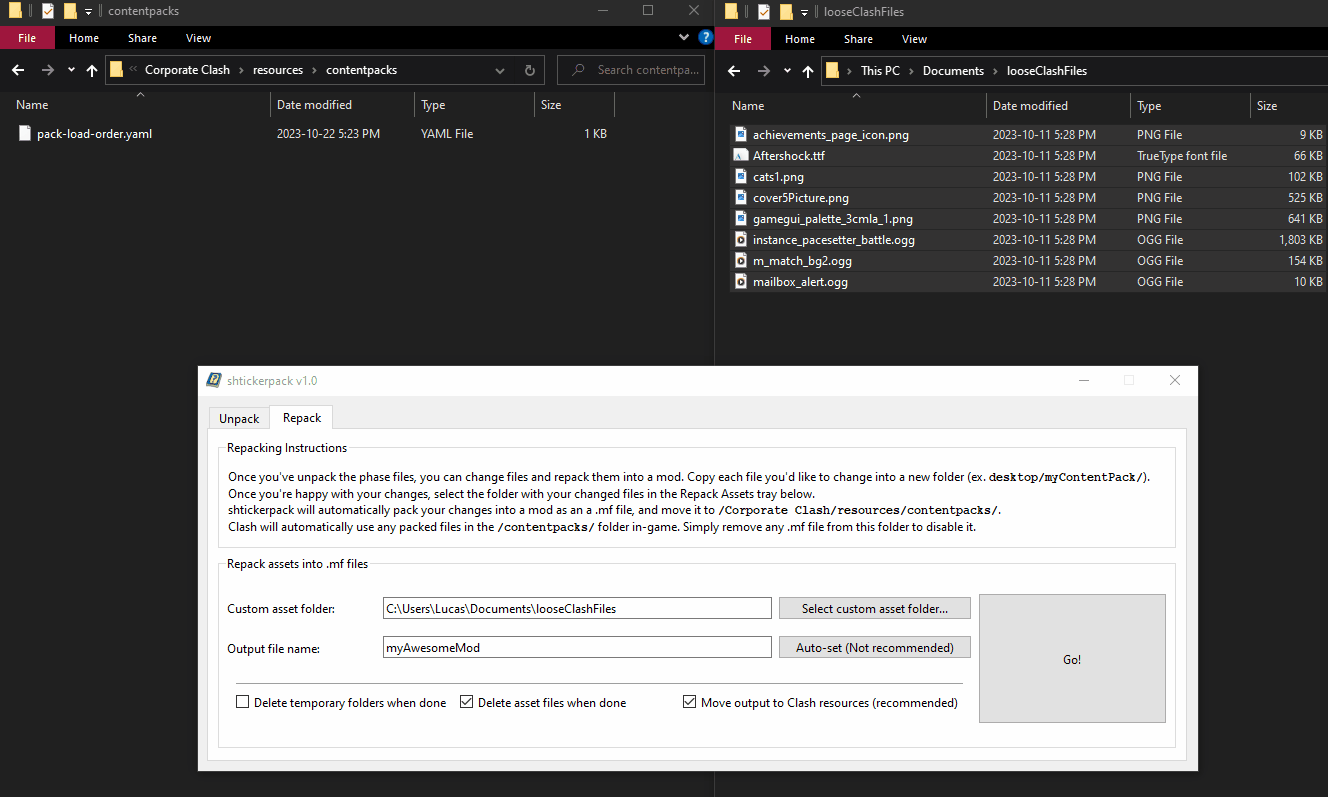 contentpacks
File Home Share View
Corporate Clash resources contentpacks
Search contentpa...
Name Date modified Type Size
pack-load-order.yaml 2023-10-22 5:23 PM YAML File 1 KB
looseClashFiles
File Home Share View
This PC Documents looseClashFiles
Name Date modified Type Size
achievements_page_icon.png 2023-10-11 5:28 PM PNG File 9 KB
Aftershock.ttf 2023-10-11 5:28 PM TrueType font file 66 KB
cats1.png 2023-10-11 5:28 PM PNG File 102 KB
cover5Picture.png 2023-10-11 5:28 PM PNG File 525 KB
gamegui_palette_3cmla_1.png 2023-10-11 5:28 PM PNG File 641 KB
instance_pacesetter_battle.ogg 2023-10-11 5:28 PM OGG File 1,803 KB
m_match_bg2.ogg 2023-10-11 5:28 PM OGG File 154 KB
mailbox_alert.ogg 2023-10-11 5:28 PM OGG File 10 KB
shtickerpack v1.0
Unpack Repack
Repacking Instructions
Once you've unpack the phase files, you can change files and repack them into a mod. Copy each file you'd like to change into a new folder (ex. desktop/myContentPack/).
Once you're happy with your changes, select the folder with your changed files in the Repack Assets tray below.
shtickerpack will automatically pack your changes into a mod as an a .mf file, and move it to /Corporate Clash/resources/contentpacks/.
Clash will automatically use any packed files in the /contentpacks/ folder in-game. Simply remove any .mf file from this folder to disable it.
Repack assets into .mf files
Custom asset folder: C:\Users\Lucas\Documents\looseClashFiles Select custom asset folder...
Output file name: myAwesomeMod Auto-set (Not recommended)
Go!
Delete temporary folders when done Delete asset files when done Move output to Clash resources (recommended)